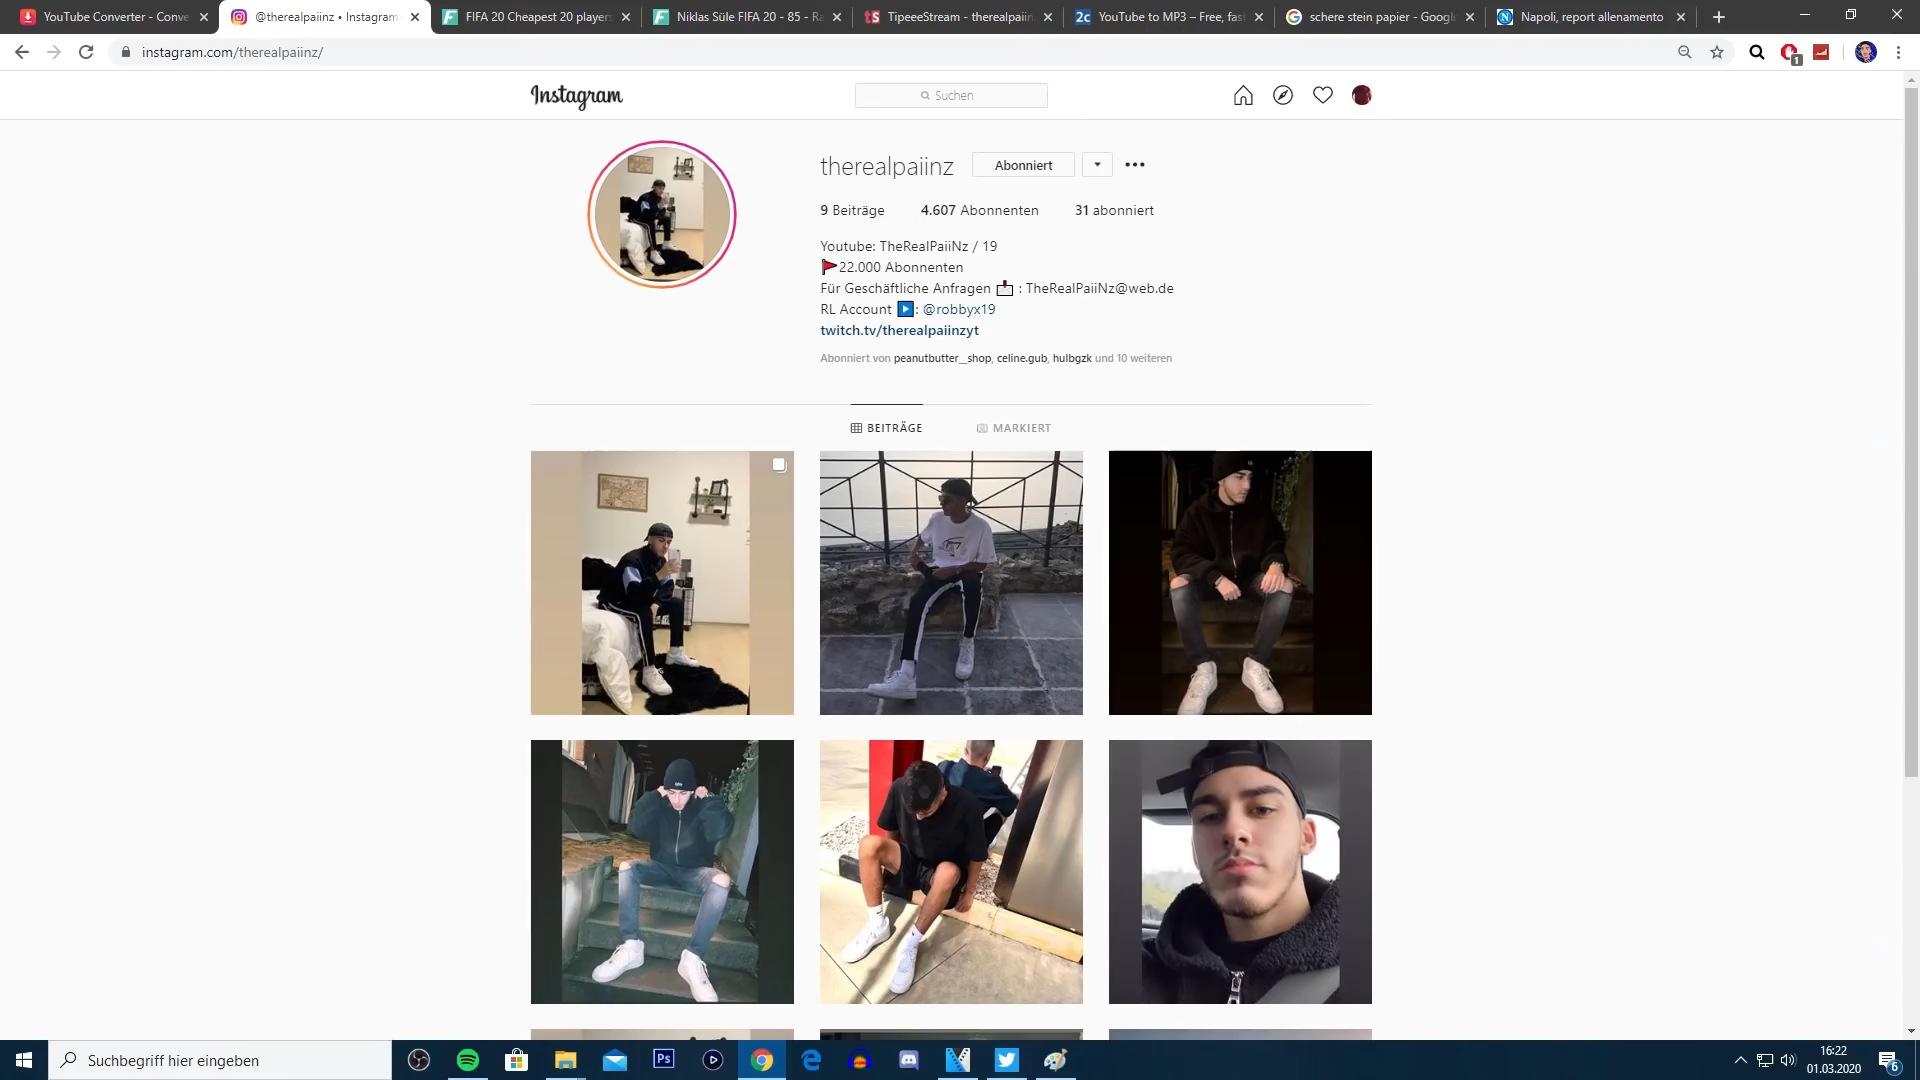 YouTube Converter - Conve
@therealpaiinz • Instagram
FIFA 20 Cheapest 20 player
Niklas Süle FIFA 20 - 85 - Ra
TipeeeStream - therealpaiin
YouTube to MP3 – Free, fas
schere stein papier - Googl
Napoli, report allenamento
instagram.com/therealpaiinz/
1
Instagram
Suchen
therealpaiinz
Abonniert
9 Beiträge
4.607 Abonnenten
31 abonniert
Youtube: TheRealPaiiNz / 19
22.000 Abonnenten
Für Geschäftliche Anfragen : TheRealPaiiNz@web.de
RL Account : @robbyx19
twitch.tv/therealpaiinzyt
Abonniert von peanutbutter__shop, celine.gub, hulbgzk und 10 weiteren
BEITRÄGE
MARKIERT
Suchbegriff hier eingeben
Ps
16:22
01.03.2020
6